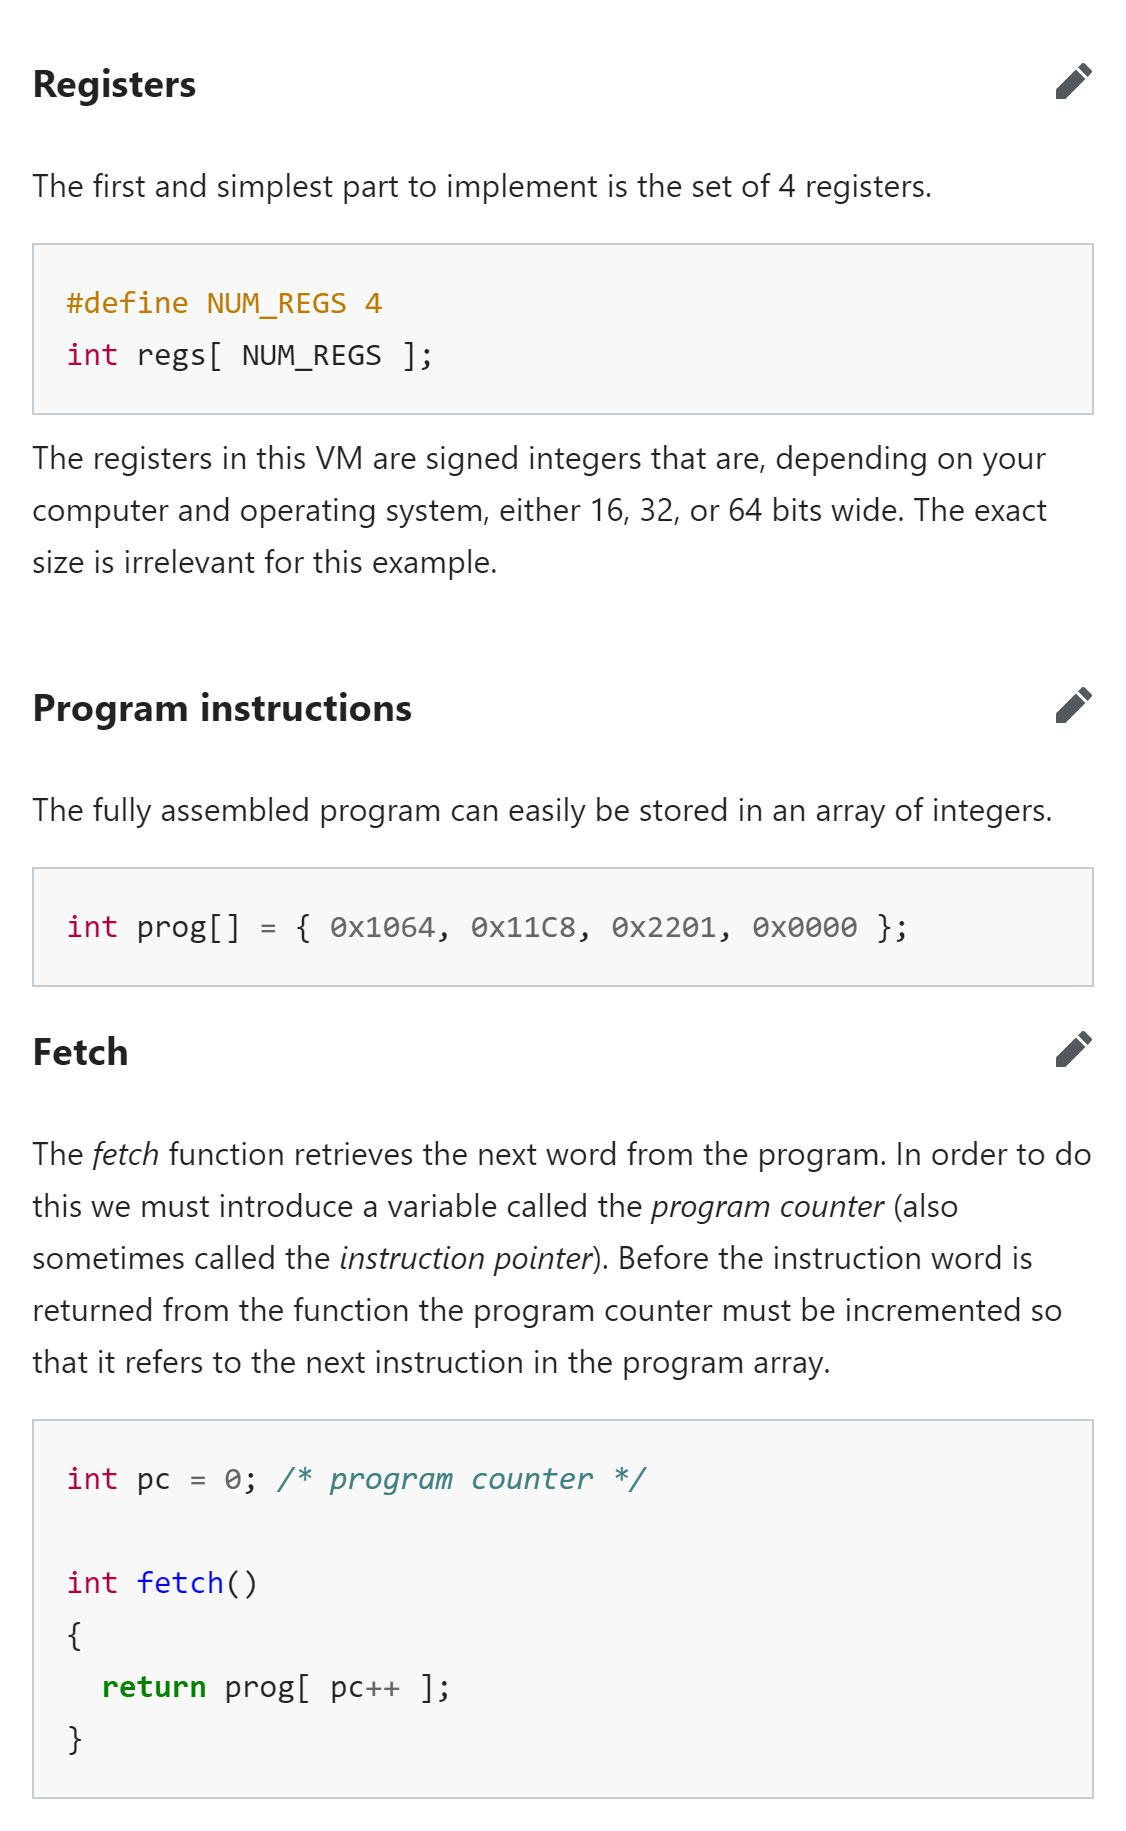 Registers
The first and simplest part to implement is the set of 4 registers.
#define NUM_REGS 4
int regs[ NUM_REGS ];
The registers in this VM are signed integers that are, depending on your
computer and operating system, either 16, 32, or 64 bits wide. The exact
size is irrelevant for this example.
Program instructions
The fully assembled program can easily be stored in an array of integers.
int prog[] = { 0x1064, 0x11C8, 0x2201, 0x0000 };
Fetch
The fetch function retrieves the next word from the program. In order to do
this we must introduce a variable called the program counter (also
sometimes called the instruction pointer). Before the instruction word is
returned from the function the program counter must be incremented so
that it refers to the next instruction in the program array.
int pc = 0; /* program counter */
int fetch()
{
  return prog[ pc++ ];
}